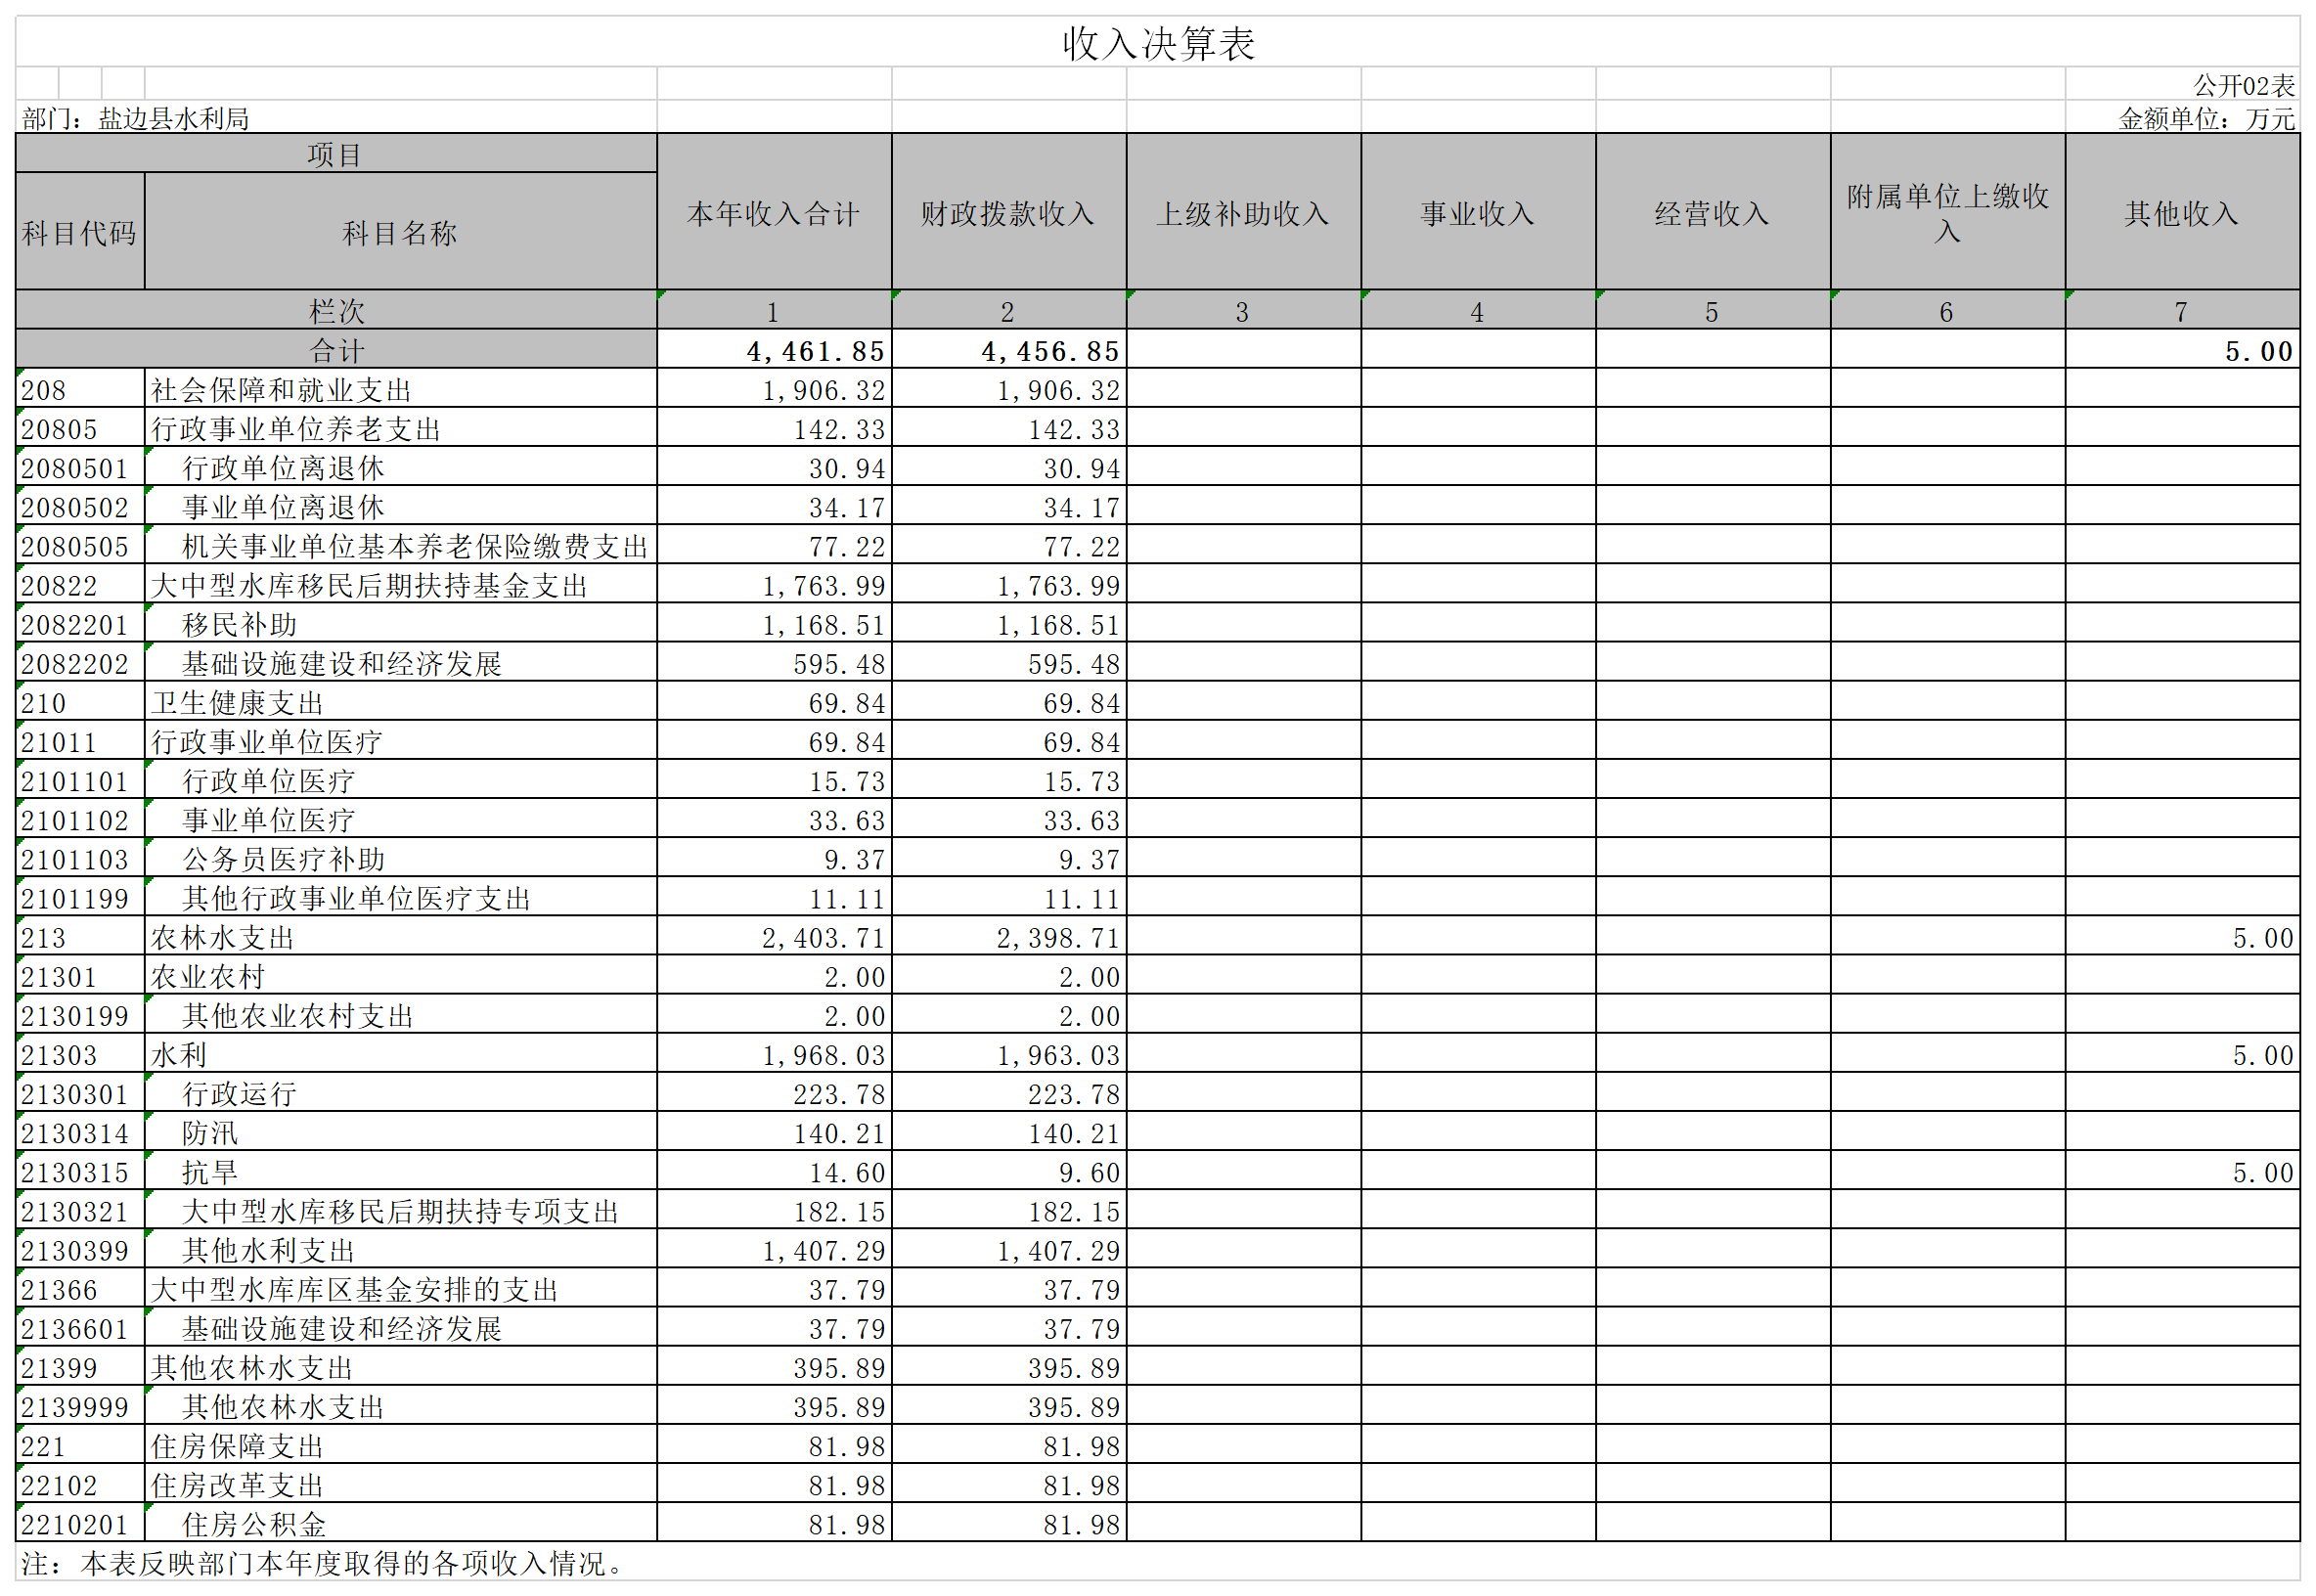 收入决算表
公开02表
部门：盐边县水利局 金额单位：万元
项目 本年收入合计 财政拨款收入 上级补助收入 事业收入 经营收入 附属单位上缴收入 其他收入
科目代码 科目名称
栏次 1 2 3 4 5 6 7
合计 4,461.85 4,456.85 5.00
208 社会保障和就业支出 1,906.32 1,906.32
20805 行政事业单位养老支出 142.33 142.33
2080501 行政单位离退休 30.94 30.94
2080502 事业单位离退休 34.17 34.17
2080505 机关事业单位基本养老保险缴费支出 77.22 77.22
20822 大中型水库移民后期扶持基金支出 1,763.99 1,763.99
2082201 移民补助 1,168.51 1,168.51
2082202 基础设施建设和经济发展 595.48 595.48
210 卫生健康支出 69.84 69.84
21011 行政事业单位医疗 69.84 69.84
2101101 行政单位医疗 15.73 15.73
2101102 事业单位医疗 33.63 33.63
2101103 公务员医疗补助 9.37 9.37
2101199 其他行政事业单位医疗支出 11.11 11.11
213 农林水支出 2,403.71 2,398.71 5.00
21301 农业农村 2.00 2.00
2130199 其他农业农村支出 2.00 2.00
21303 水利 1,968.03 1,963.03 5.00
2130301 行政运行 223.78 223.78
2130314 防汛 140.21 140.21
2130315 抗旱 14.60 9.60 5.00
2130321 大中型水库移民后期扶持专项支出 182.15 182.15
2130399 其他水利支出 1,407.29 1,407.29
21366 大中型水库库区基金安排的支出 37.79 37.79
2136601 基础设施建设和经济发展 37.79 37.79
21399 其他农林水支出 395.89 395.89
2139999 其他农林水支出 395.89 395.89
221 住房保障支出 81.98 81.98
22102 住房改革支出 81.98 81.98
2210201 住房公积金 81.98 81.98
注：本表反映部门本年度取得的各项收入情况。